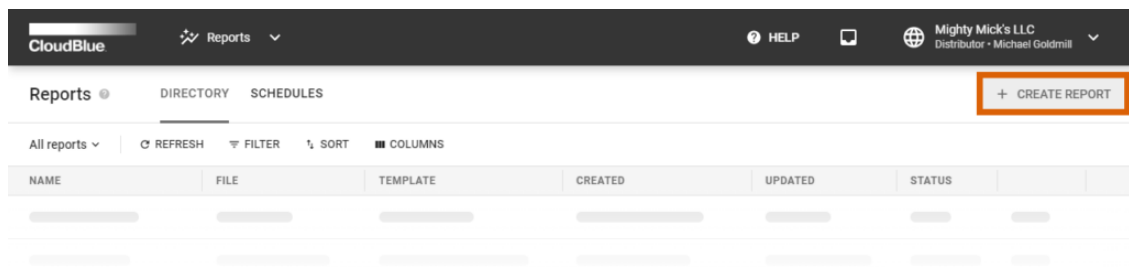 CloudBlue. Reports HELP Mighty Mick's LLC
Distributor • Michael Goldmill
Reports DIRECTORY SCHEDULES + CREATE REPORT
All reports REFRESH FILTER SORT COLUMNS
NAME FILE TEMPLATE CREATED UPDATED STATUS